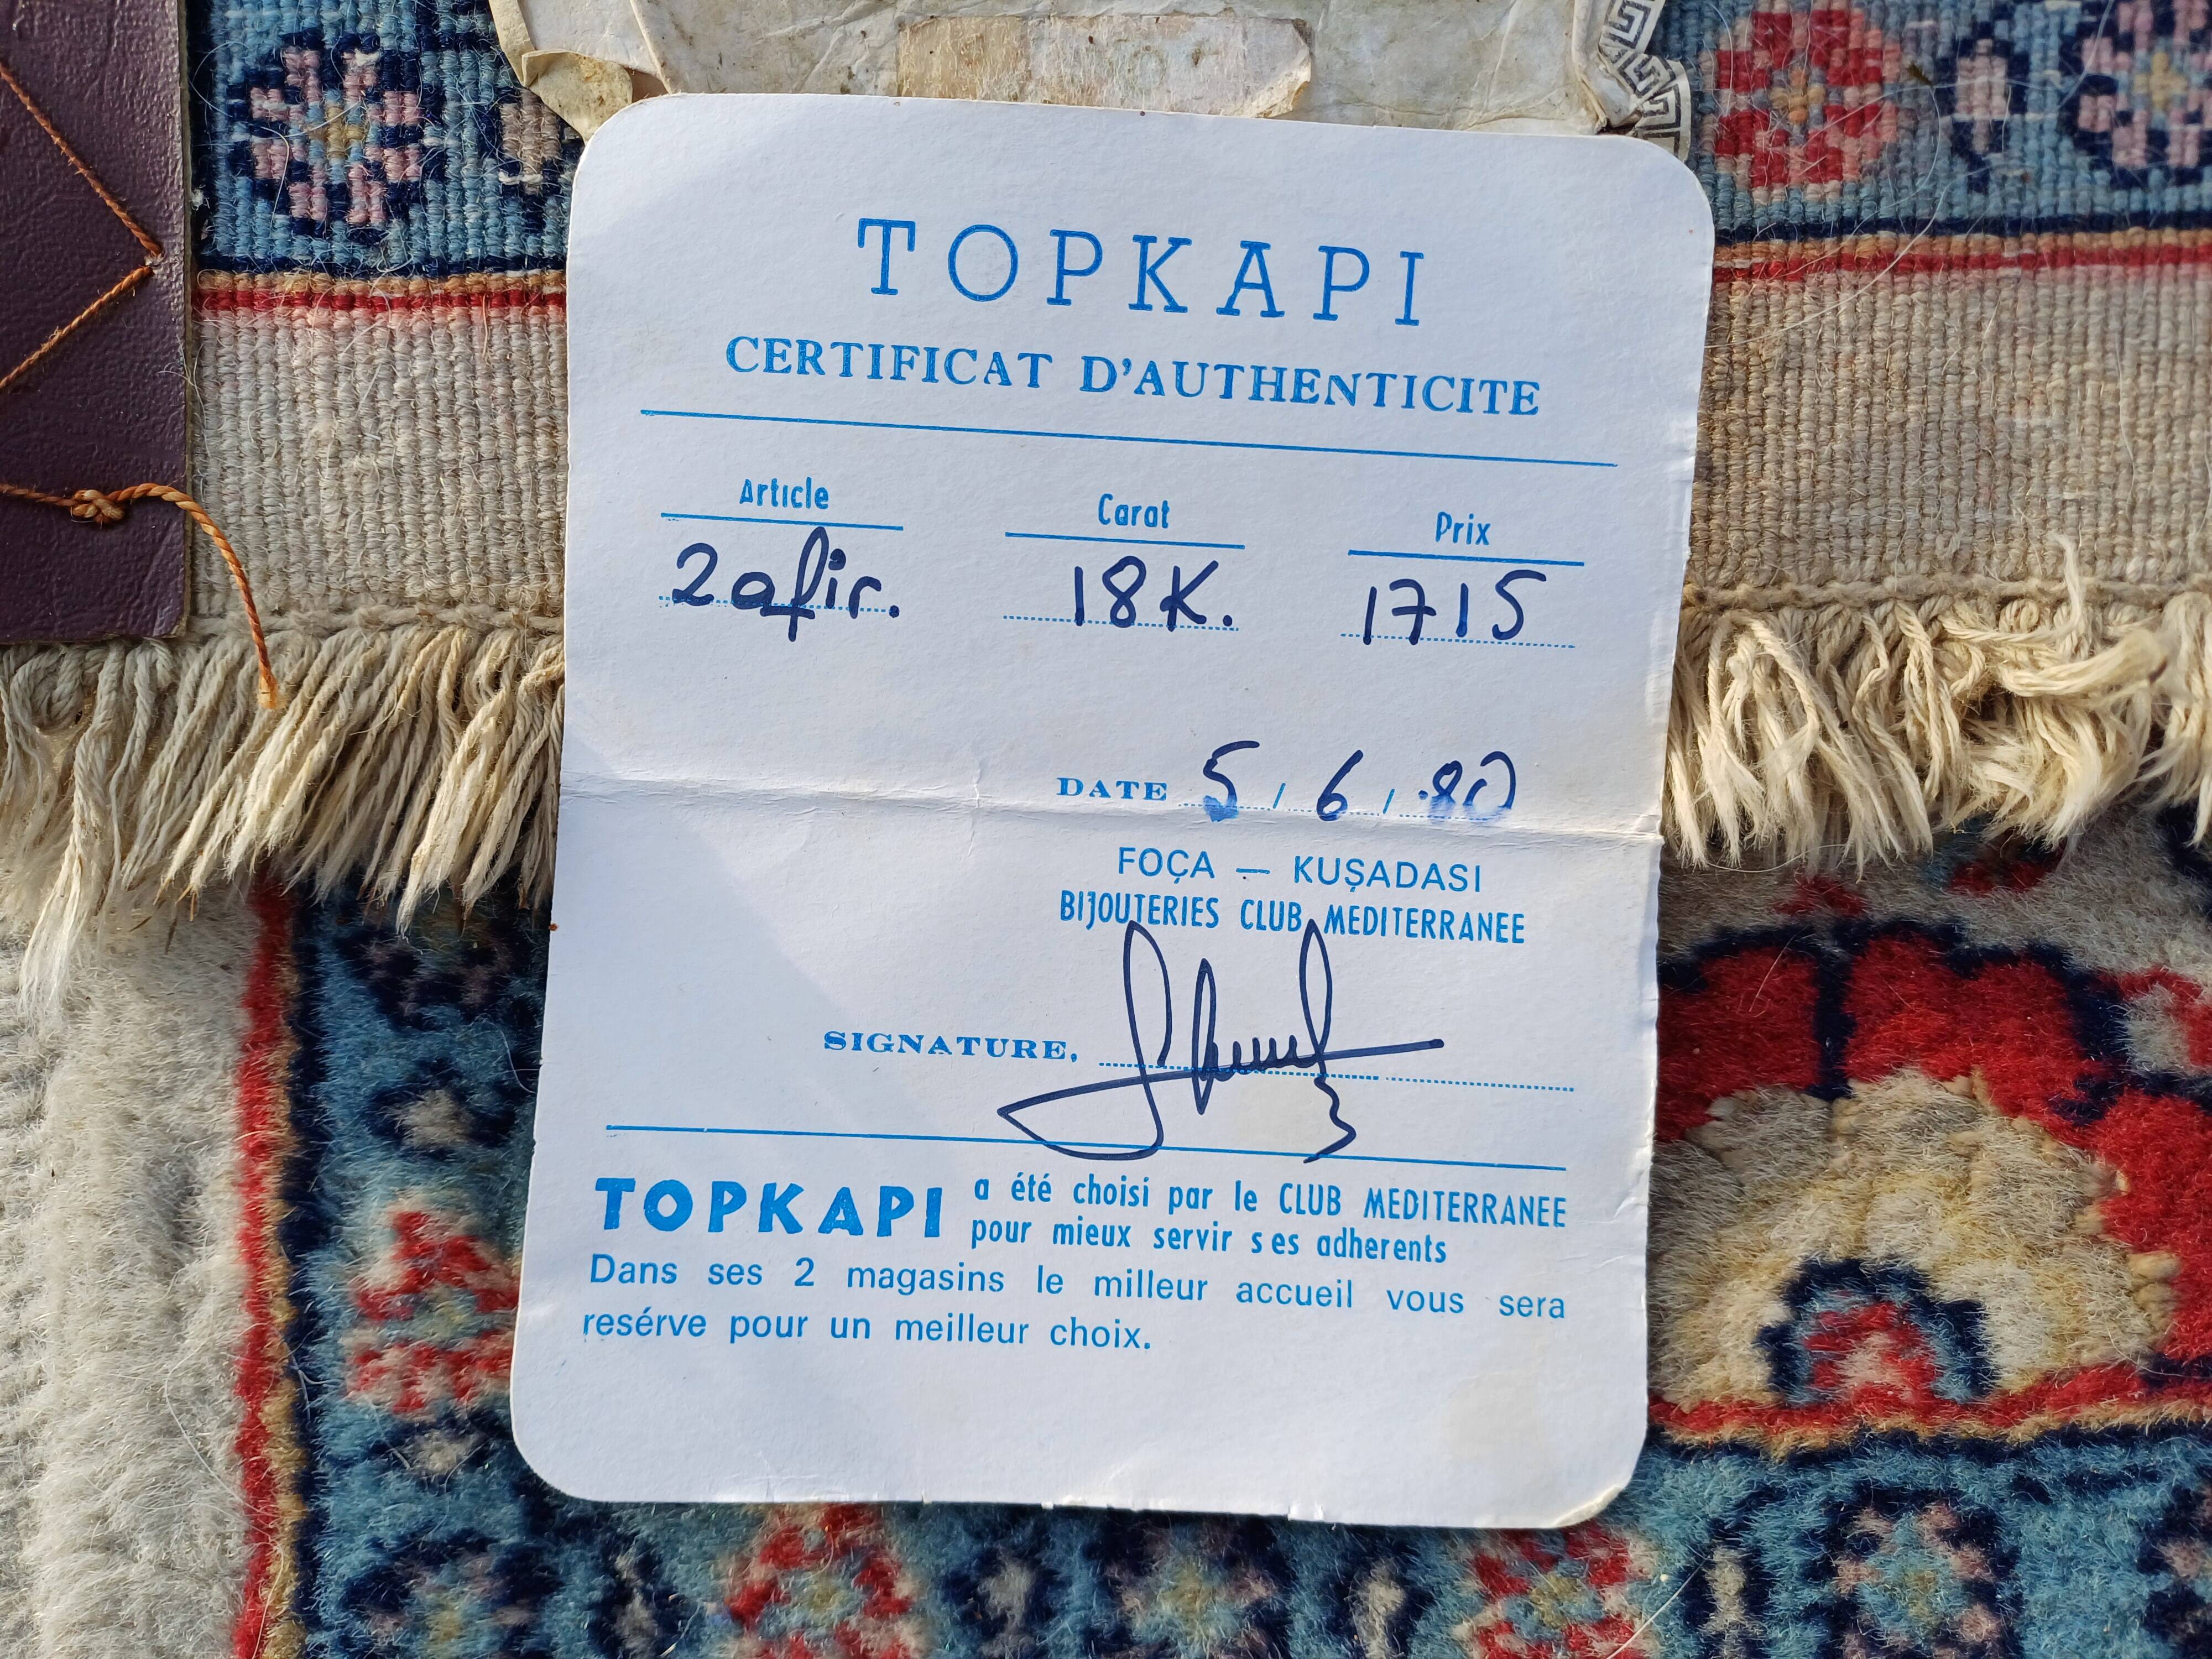 TOPKAPI
CERTIFICAT D'AUTHENTICITE
Article Carat Prix
2afir. 18K. 1715
DATE 5 / 6 / 80
FOÇA — KUŞADASI
BIJOUTERIES CLUB MEDITERRANEE
SIGNATURE,
TOPKAPI a été choisi par le CLUB MEDITERRANEE
pour mieux servir ses adherents
Dans ses 2 magasins le milleur accueil vous sera
resérve pour un meilleur choix.